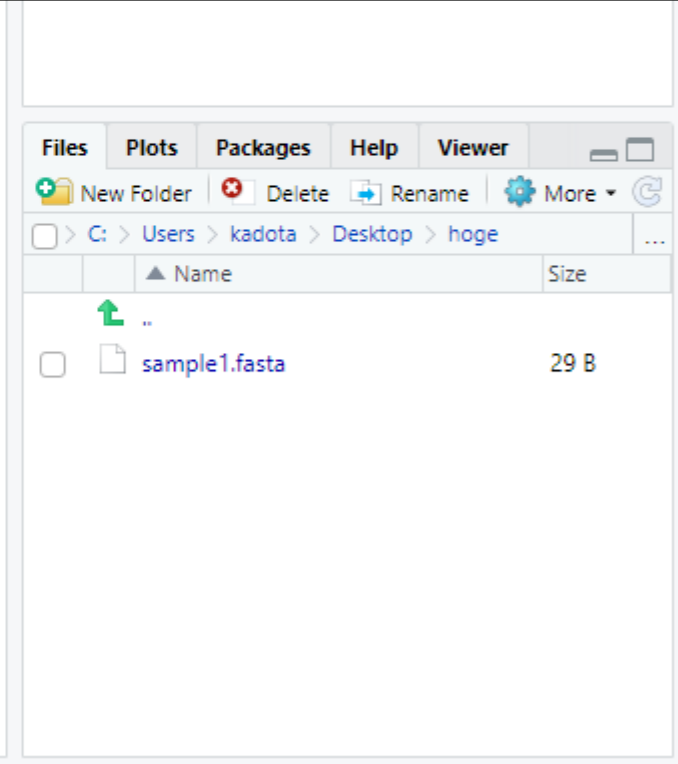 Files Plots Packages Help Viewer
New Folder Delete Rename More
C: > Users > kadota > Desktop > hoge ...
Name Size
..
sample1.fasta 29 B